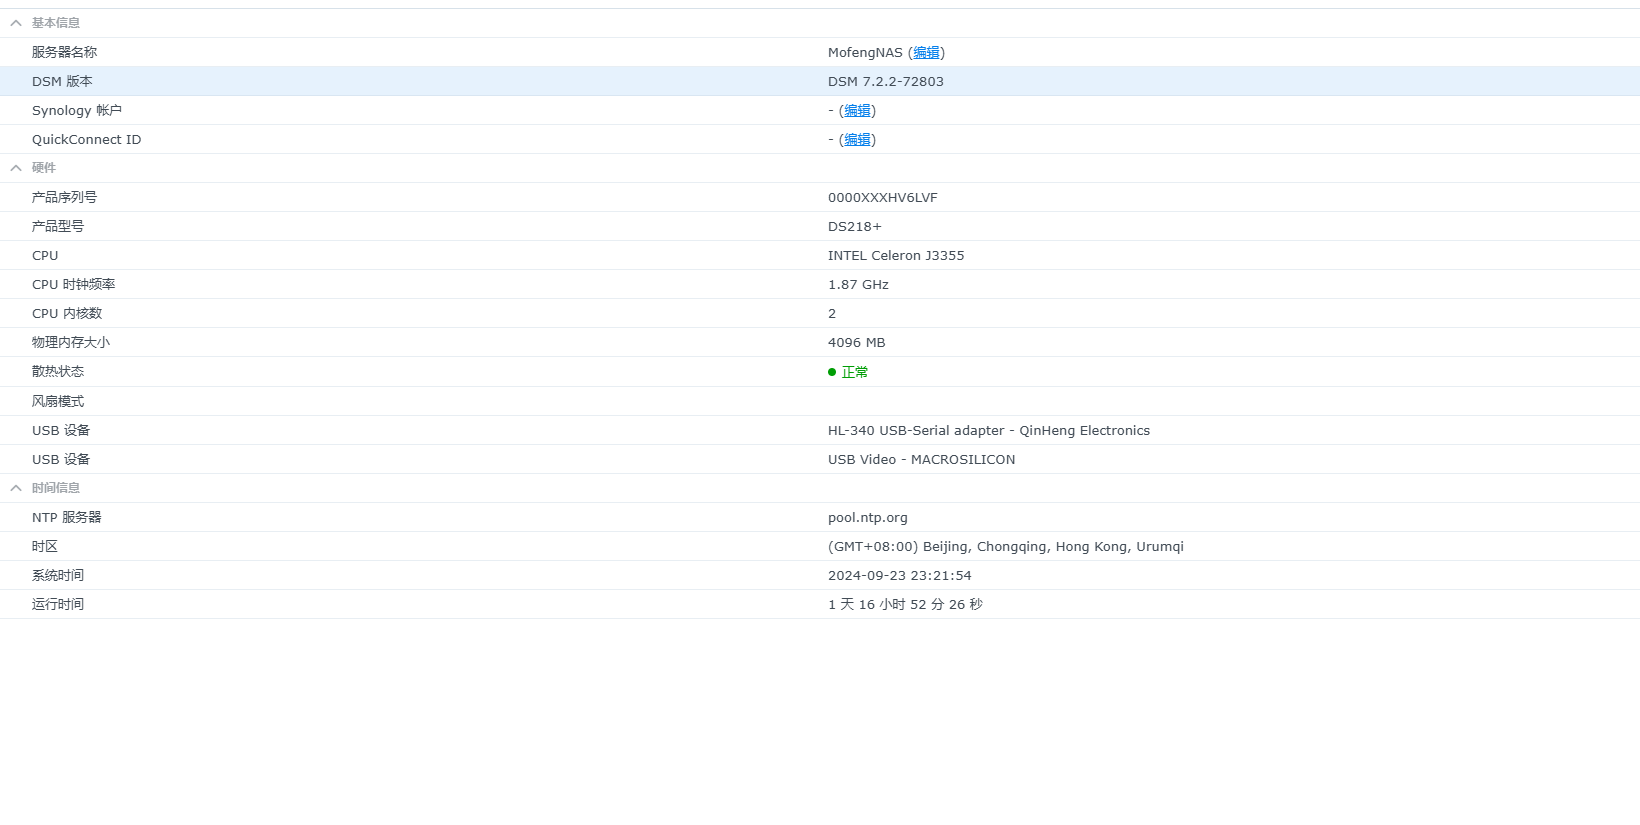 基本信息
服务器名称 MofengNAS (编辑)
DSM 版本 DSM 7.2.2-72803
Synology 帐户 - (编辑)
QuickConnect ID - (编辑)
硬件
产品序列号 0000XXXHV6LVF
产品型号 DS218+
CPU INTEL Celeron J3355
CPU 时钟频率 1.87 GHz
CPU 内核数 2
物理内存大小 4096 MB
散热状态 正常
风扇模式
USB 设备 HL-340 USB-Serial adapter - QinHeng Electronics
USB 设备 USB Video - MACROSILICON
时间信息
NTP 服务器 pool.ntp.org
时区 (GMT+08:00) Beijing, Chongqing, Hong Kong, Urumqi
系统时间 2024-09-23 23:21:54
运行时间 1 天 16 小时 52 分 26 秒